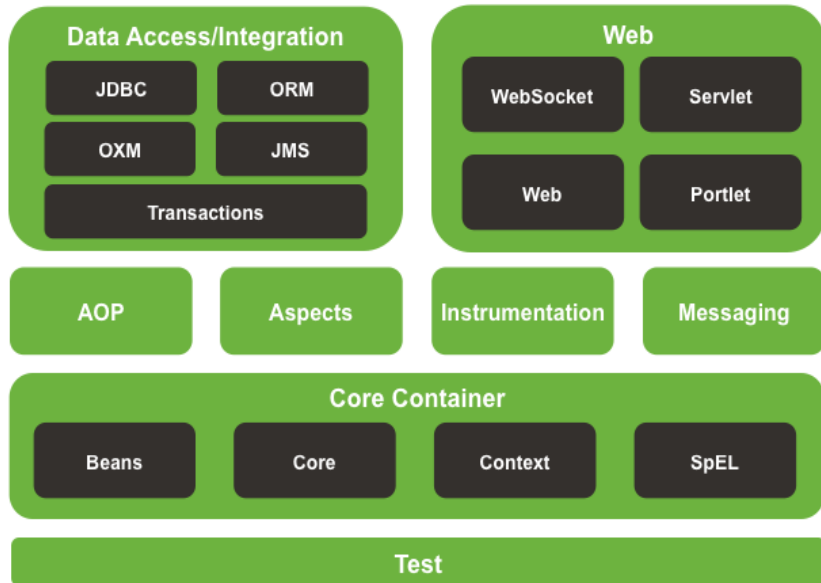 Data Access/Integration
JDBC
ORM
OXM
JMS
Transactions
Web
WebSocket
Servlet
Web
Portlet
AOP
Aspects
Instrumentation
Messaging
Core Container
Beans
Core
Context
SpEL
Test